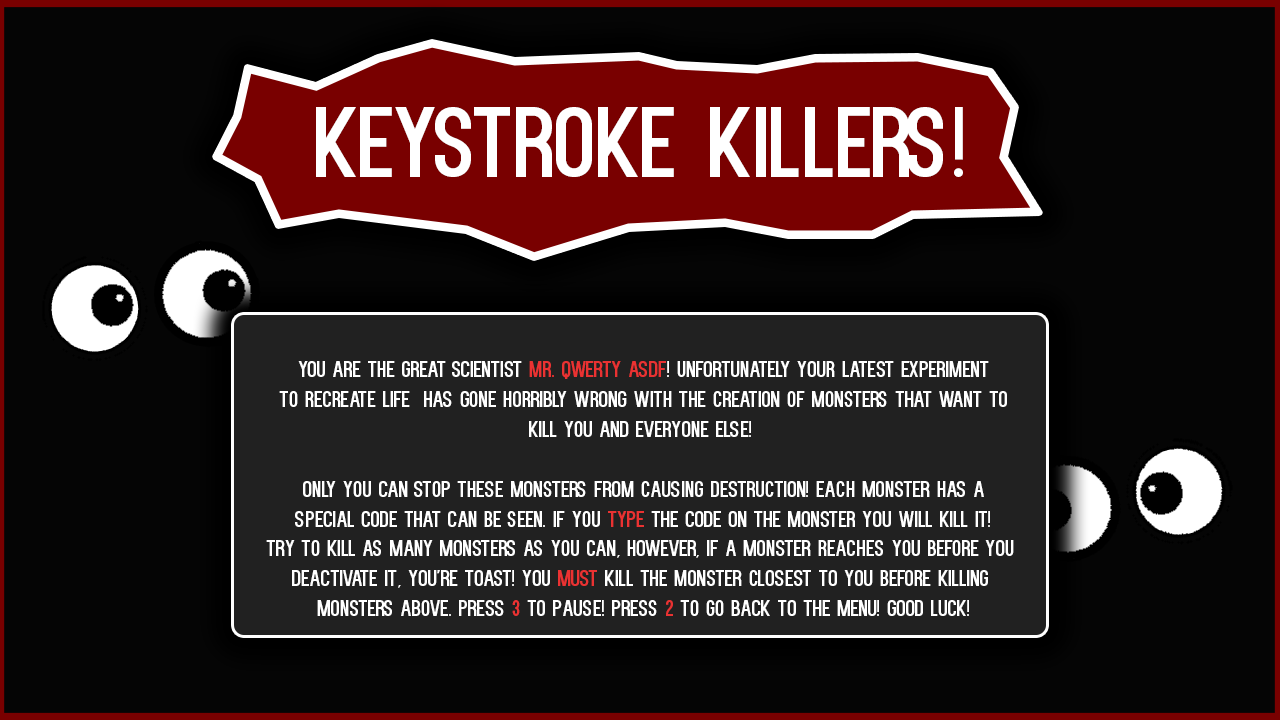 KEYSTROKE KILLERS!
YOU ARE THE GREAT SCIENTIST MR. QWERTY ASDF! UNFORTUNATELY YOUR LATEST EXPERIMENT
TO RECREATE LIFE HAS GONE HORRIBLY WRONG WITH THE CREATION OF MONSTERS THAT WANT TO
KILL YOU AND EVERYONE ELSE!
ONLY YOU CAN STOP THESE MONSTERS FROM CAUSING DESTRUCTION! EACH MONSTER HAS A
SPECIAL CODE THAT CAN BE SEEN. IF YOU TYPE THE CODE ON THE MONSTER YOU WILL KILL IT!
TRY TO KILL AS MANY MONSTERS AS YOU CAN, HOWEVER, IF A MONSTER REACHES YOU BEFORE YOU
DEACTIVATE IT, YOU'RE TOAST! YOU MUST KILL THE MONSTER CLOSEST TO YOU BEFORE KILLING
MONSTERS ABOVE. PRESS 3 TO PAUSE! PRESS 2 TO GO BACK TO THE MENU! GOOD LUCK!